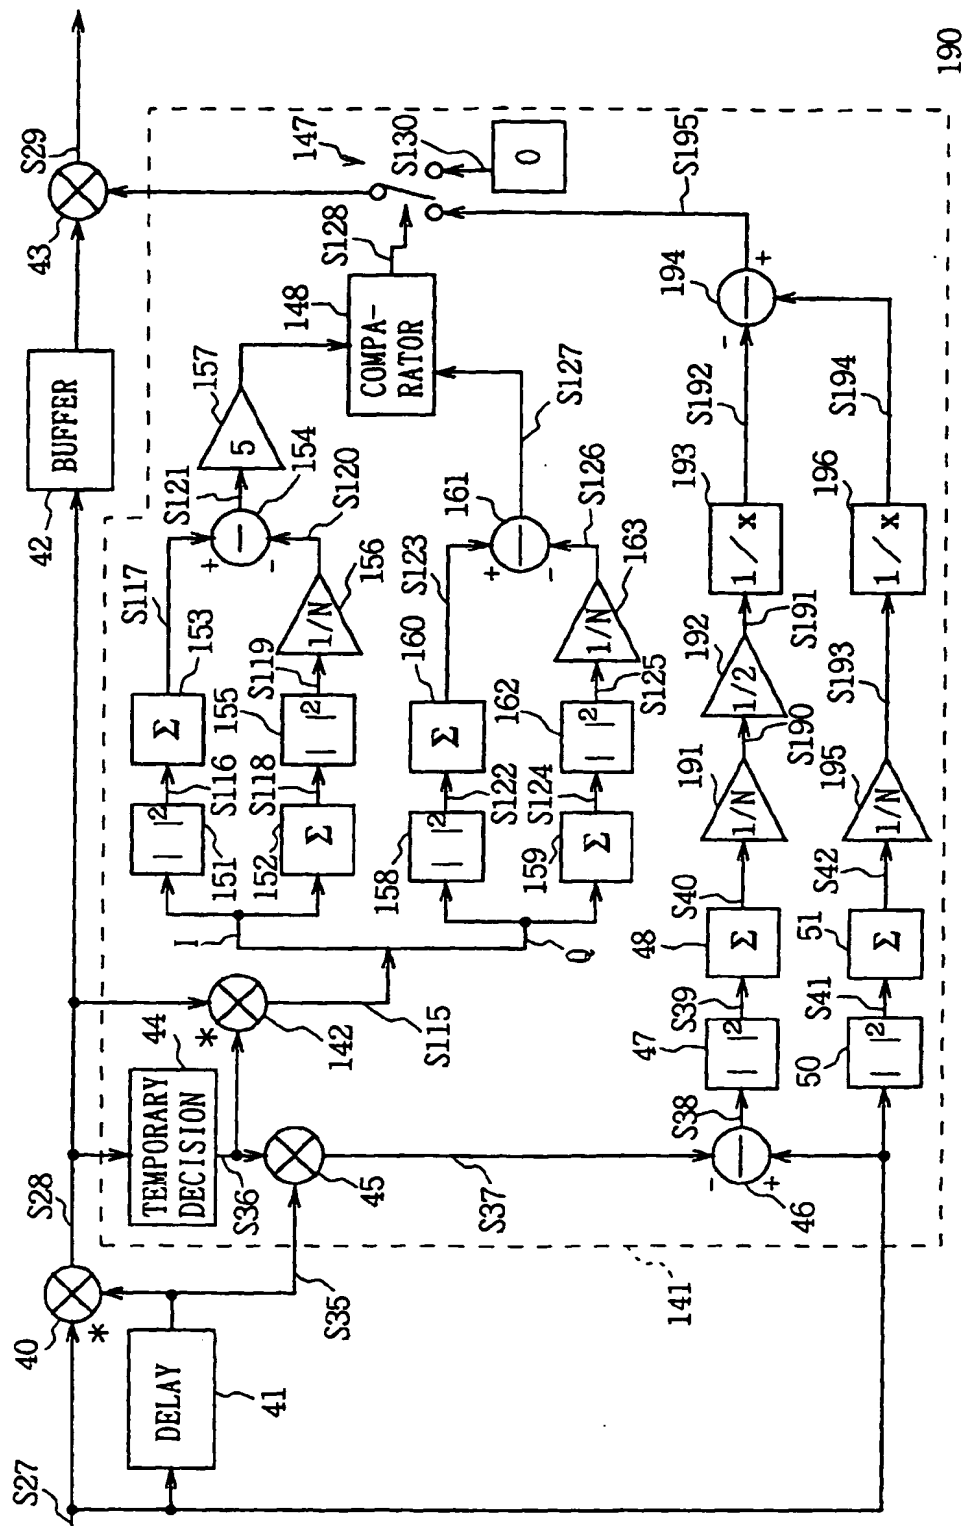 190
S27
40
*
S28
DELAY
41
42
BUFFER
43
S29
S35
44
TEMPORARY
DECISION
S36
45
S37
*
142
S115
I
Q
| |²
151
S116
Σ
153
S117
152
Σ
S118
155
| |²
S119
1/N
156
S120
+
-
−
154
S121
5
157
COMPA-
RATOR
148
S128
147
S130
0
158
| |²
S122
160
Σ
S123
159
Σ
S124
162
| |²
S125
1/N
163
S126
+
-
−
161
S127
-
+
−
46
S38
47
| |²
S39
48
Σ
S40
191
1/N
S190
192
1/2
S191
193
1/x
S192
50
| |²
S41
51
Σ
S42
195
1/N
S193
196
1/x
S194
-
+
−
194
S195
141